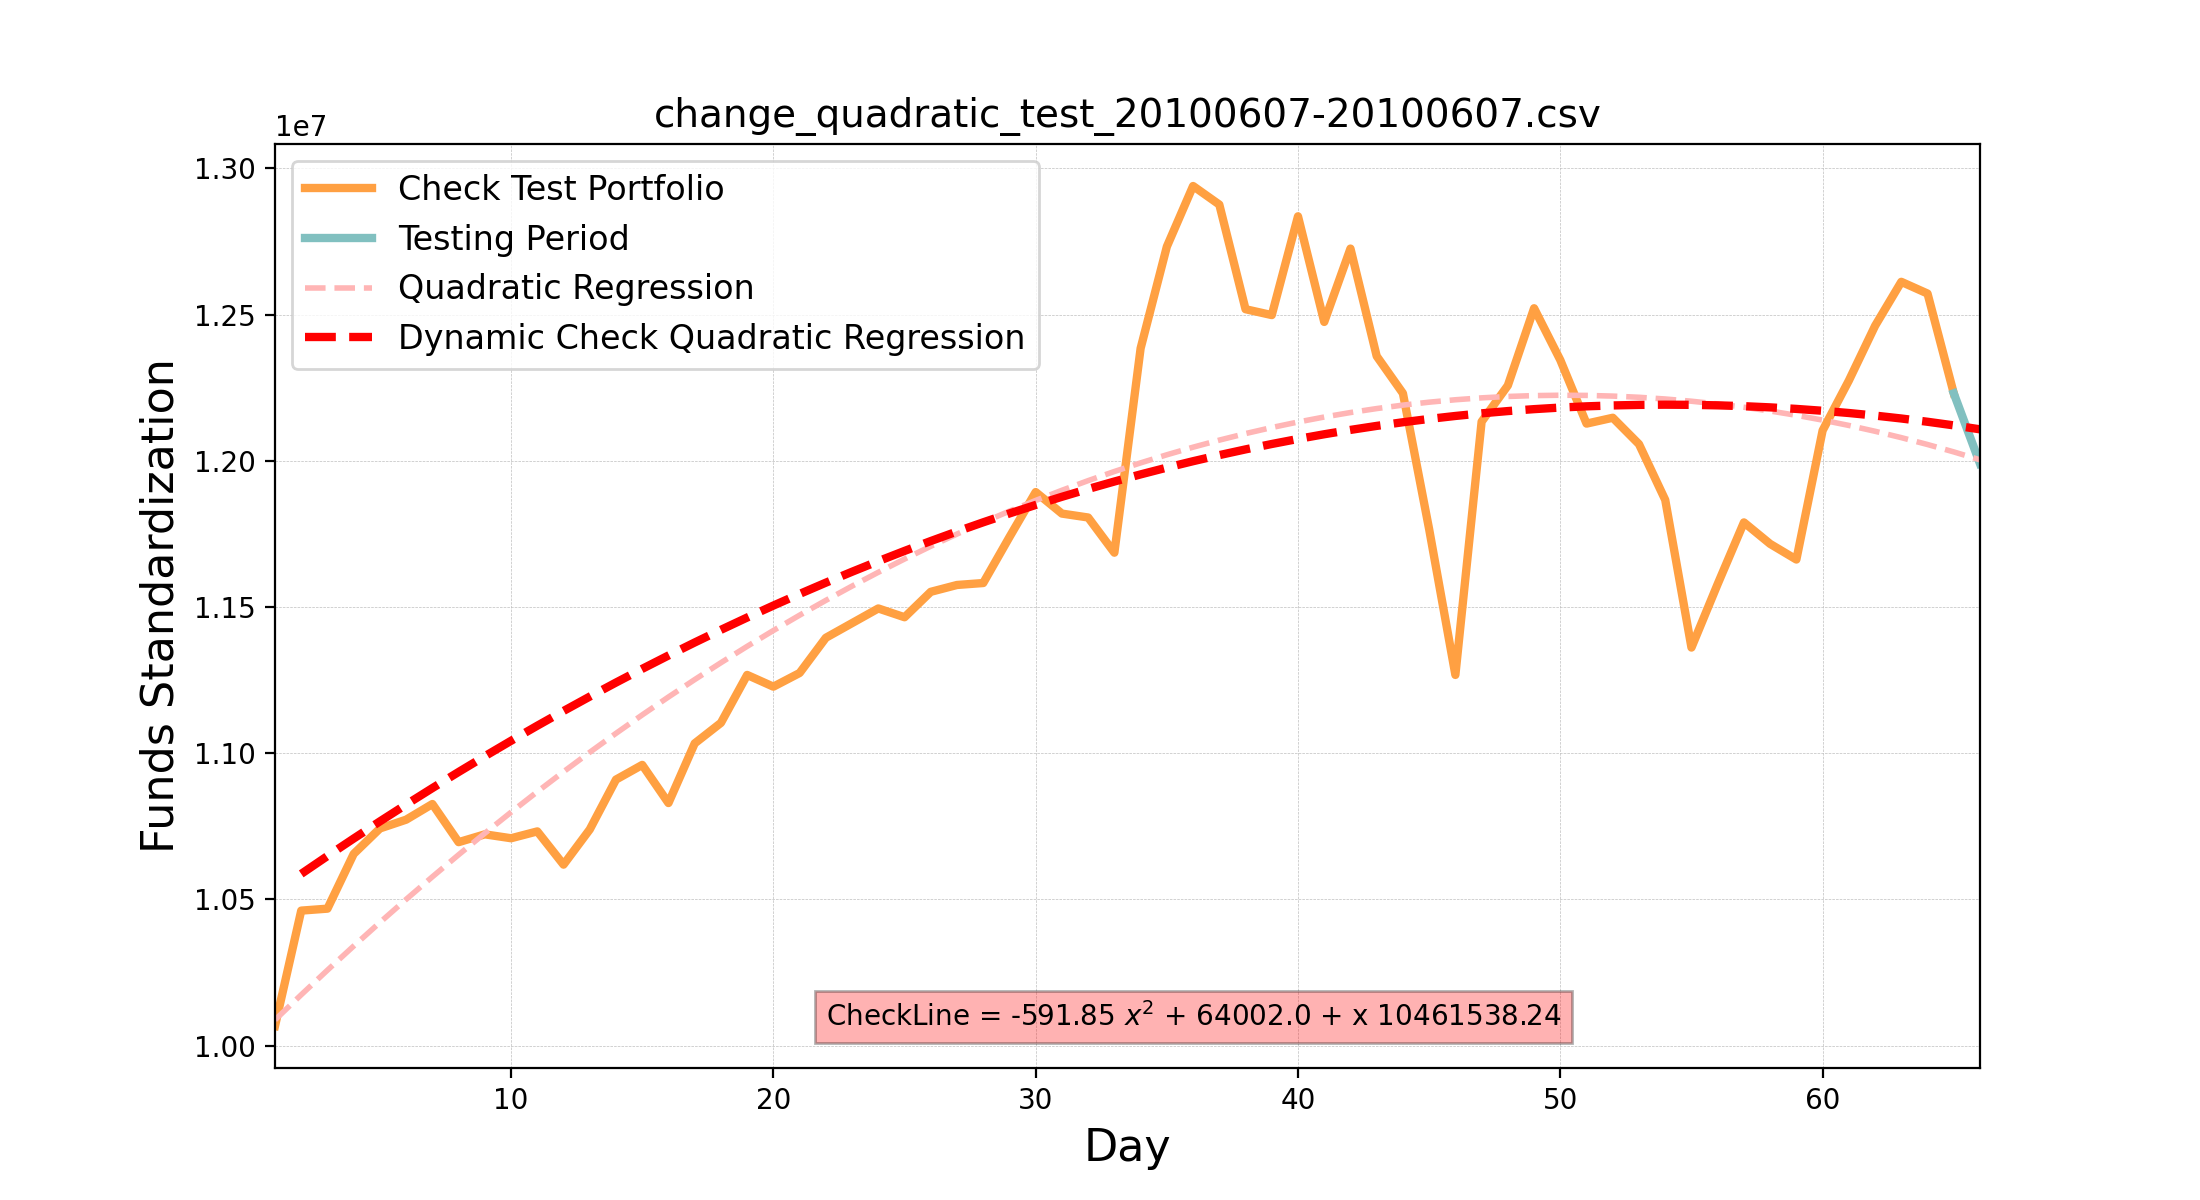 change_quadratic_test_20100607-20100607.csv
1e7
Check Test Portfolio
Testing Period
Quadratic Regression
Dynamic Check Quadratic Regression
1.30
1.25
1.20
1.15
1.10
1.05
1.00
Funds Standardization
CheckLine = -591.85 x² + 64002.0 + x 10461538.24
10 20 30 40 50 60
Day